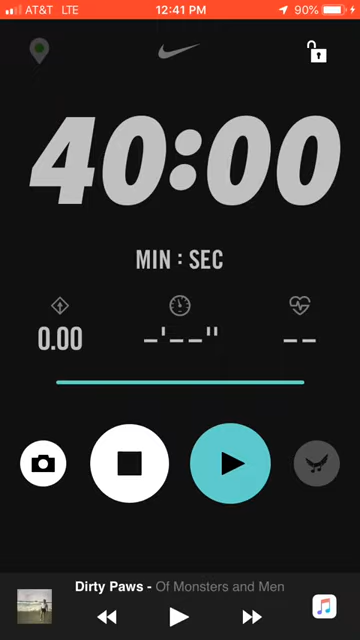 AT&T LTE 12:41 PM 90%
40:00
MIN : SEC
0.00 -'--" --
Dirty Paws - Of Monsters and Men